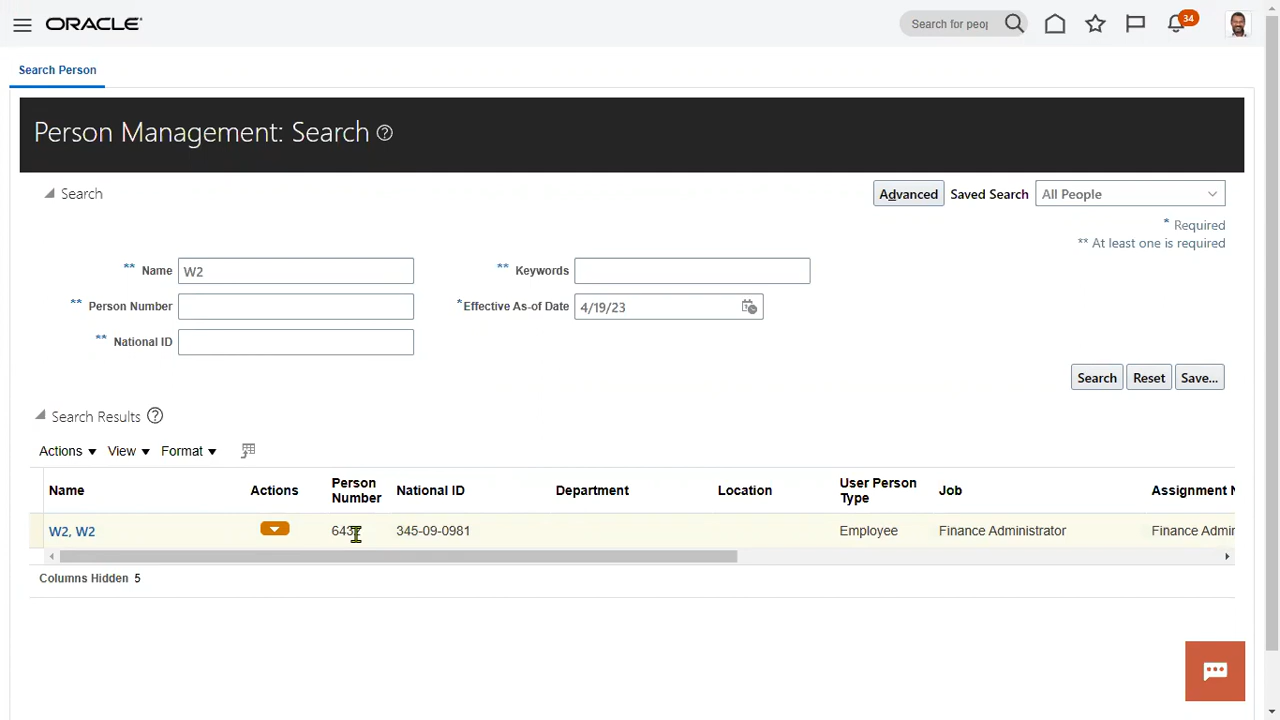 ORACLE
Search for peop
34
Search Person
Person Management: Search
Search
Advanced Saved Search All People
* Required
** At least one is required
** Name W2 ** Keywords
** Person Number *Effective As-of Date 4/19/23
** National ID
Search Reset Save...
Search Results
Actions View Format
Name Actions Person Number National ID Department Location User Person Type Job Assignment N
W2, W2 345-09-0981 Employee Finance Administrator Finance Admin
Columns Hidden 5